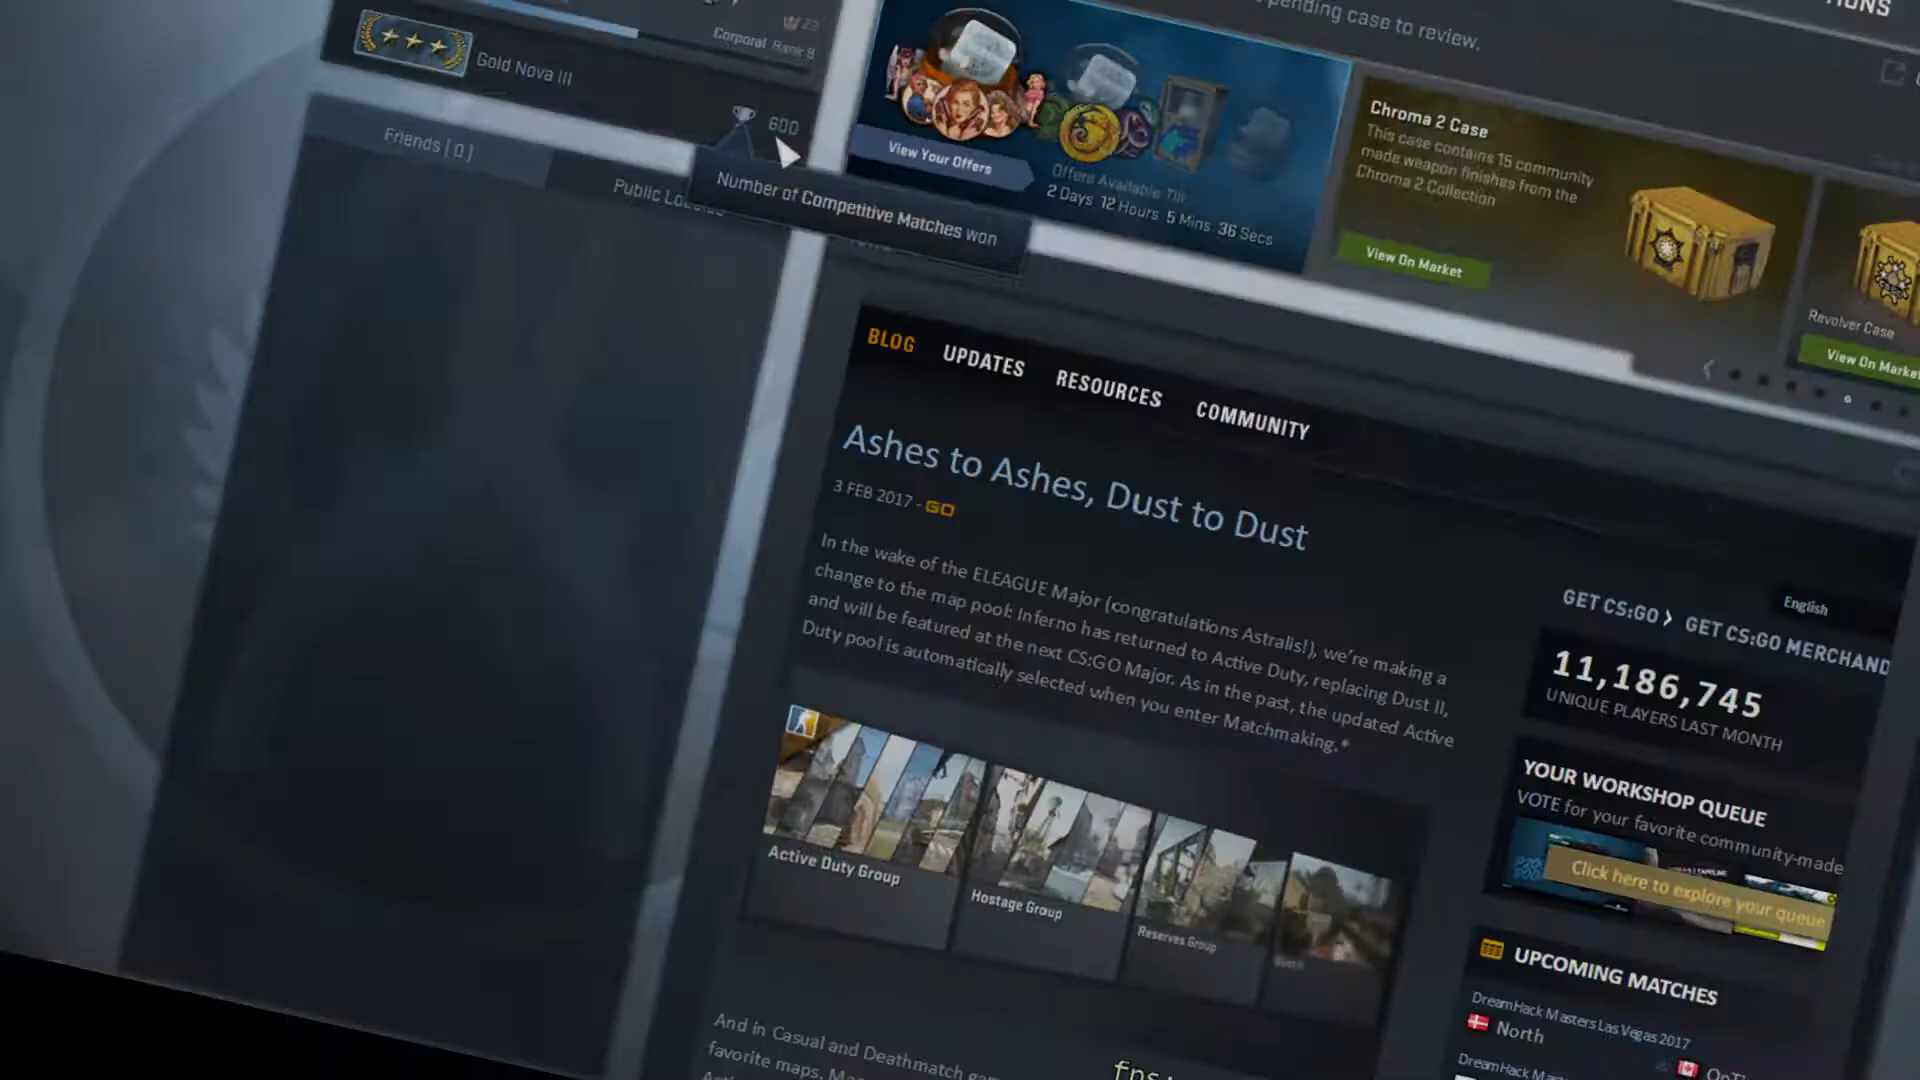 IONS
pending case to review.
23
Corporal Rank 8
Gold Nova III
600
Friends [ 0 ]
Public
Number of Competitive Matches won
View Your Offers
Offers Available Till
2 Days 12 Hours 5 Mins 36 Secs
Chroma 2 Case
This case contains 15 community
made weapon finishes from the
Chroma 2 Collection
View On Market
Revolver Case
View On Market
BLOG UPDATES RESOURCES COMMUNITY
Ashes to Ashes, Dust to Dust
3 FEB 2017 - GO
In the wake of the ELEAGUE Major (congratulations Astralis!), we're making a
change to the map pool: Inferno has returned to Active Duty, replacing Dust II,
and will be featured at the next CS:GO Major. As in the past, the updated Active
Duty pool is automatically selected when you enter Matchmaking.*
Active Duty Group
Hostage Group
Reserves Group
And in Casual and Deathmatch
favorite maps,
English
GET CS:GO GET CS:GO MERCHAND
11,186,745
UNIQUE PLAYERS LAST MONTH
YOUR WORKSHOP QUEUE
VOTE for your favorite community-made
Click here to explore your queue
UPCOMING MATCHES
DreamHack Masters Las Vegas 2017
North
DreamHack
OpTi
fps: